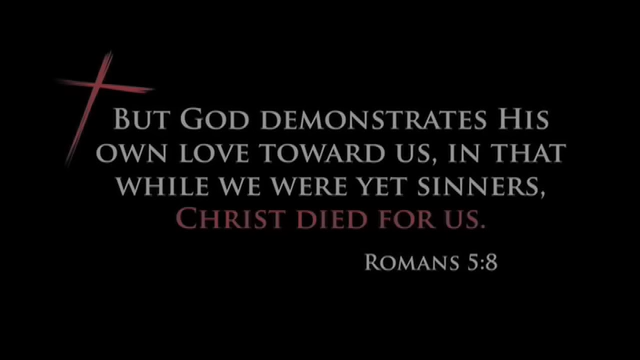 But God demonstrates His
own love toward us, in that
while we were yet sinners,
Christ died for us.
Romans 5:8